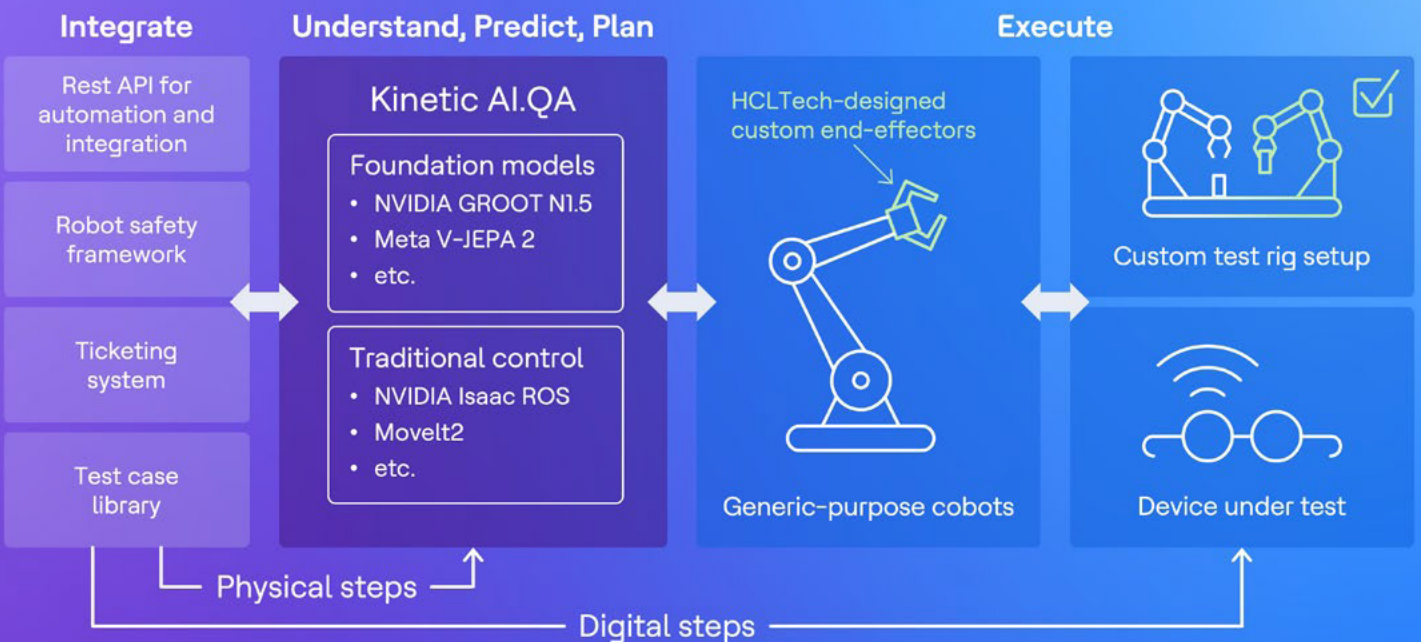 Integrate
Rest API for
automation and
integration
Robot safety
framework
Ticketing
system
Test case
library
Understand, Predict, Plan
Kinetic AI.QA
Foundation models
• NVIDIA GROOT N1.5
• Meta V-JEPA 2
• etc.
Traditional control
• NVIDIA Isaac ROS
• MoveIt2
• etc.
Execute
HCLTech-designed
custom end-effectors
Generic-purpose cobots
Custom test rig setup
Device under test
Physical steps
Digital steps